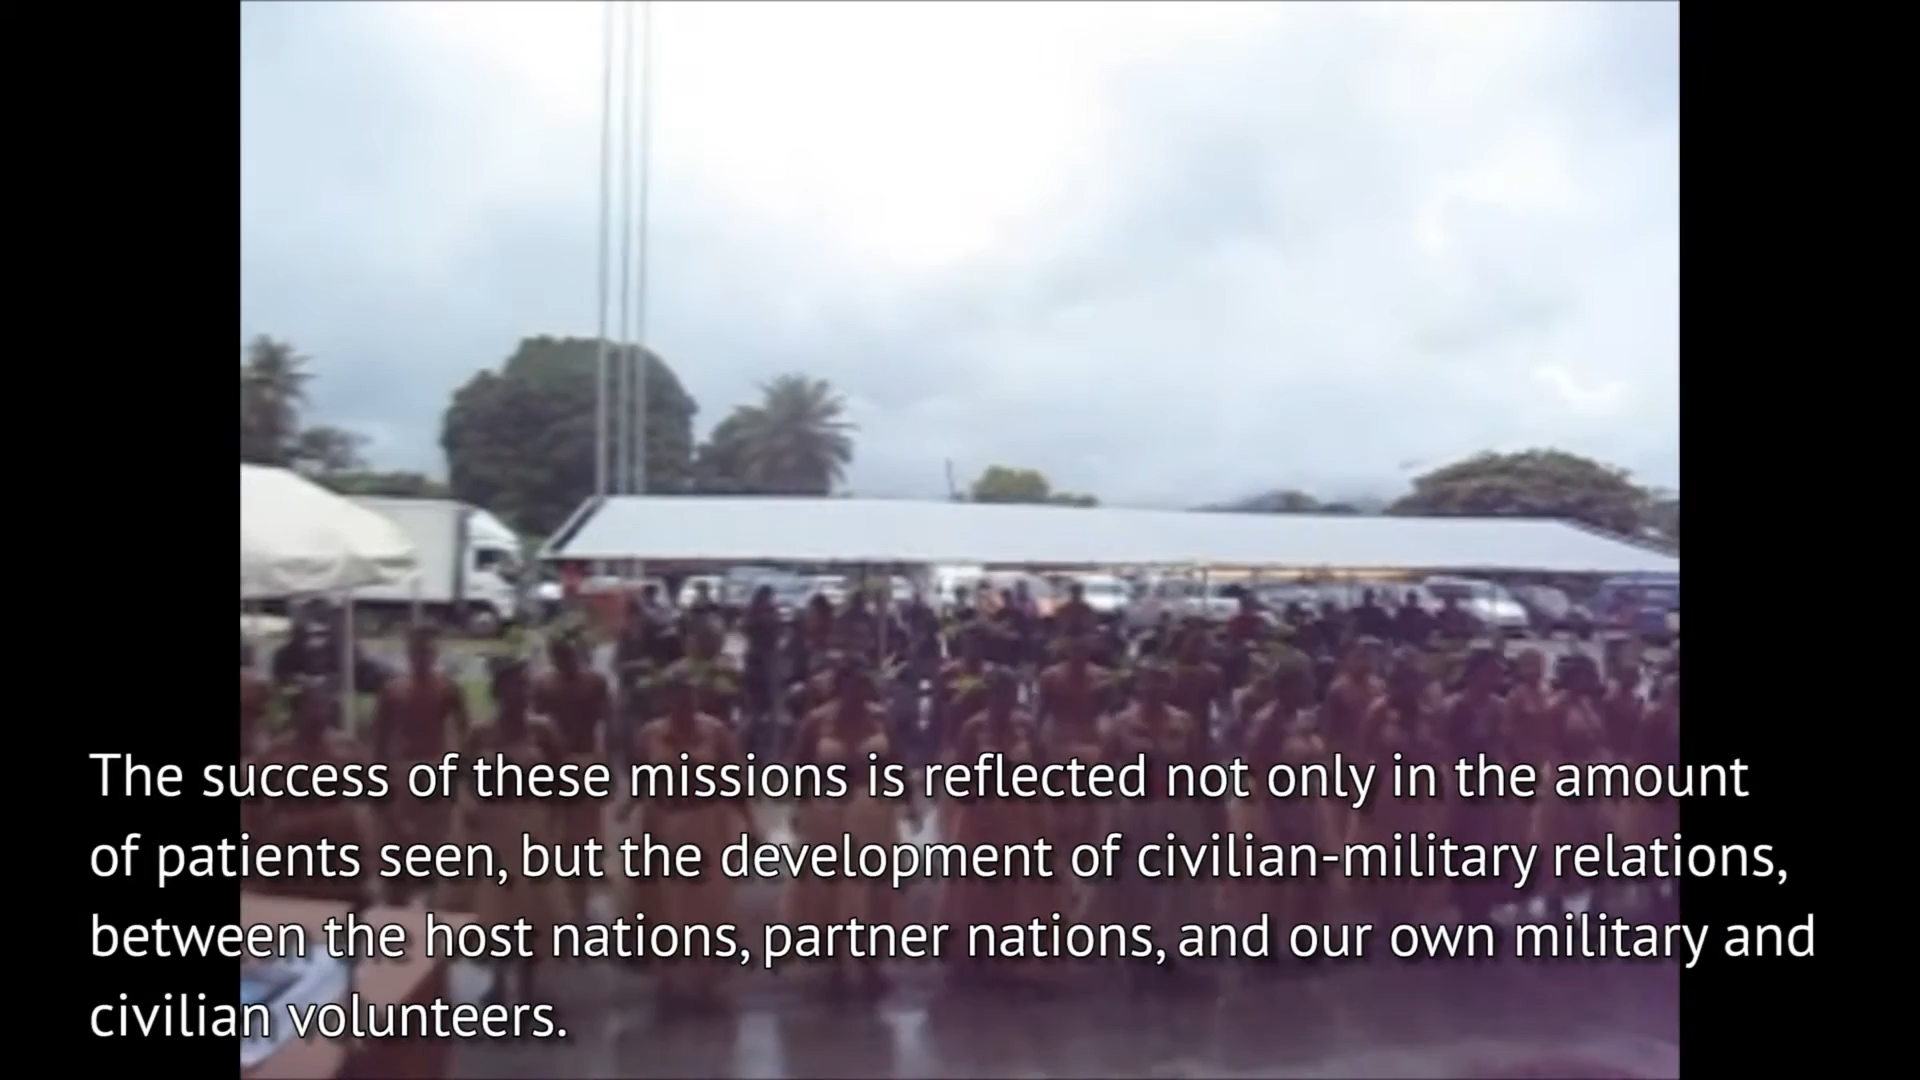 The success of these missions is reflected not only in the amount
of patients seen, but the development of civilian-military relations,
between the host nations, partner nations, and our own military and
civilian volunteers.